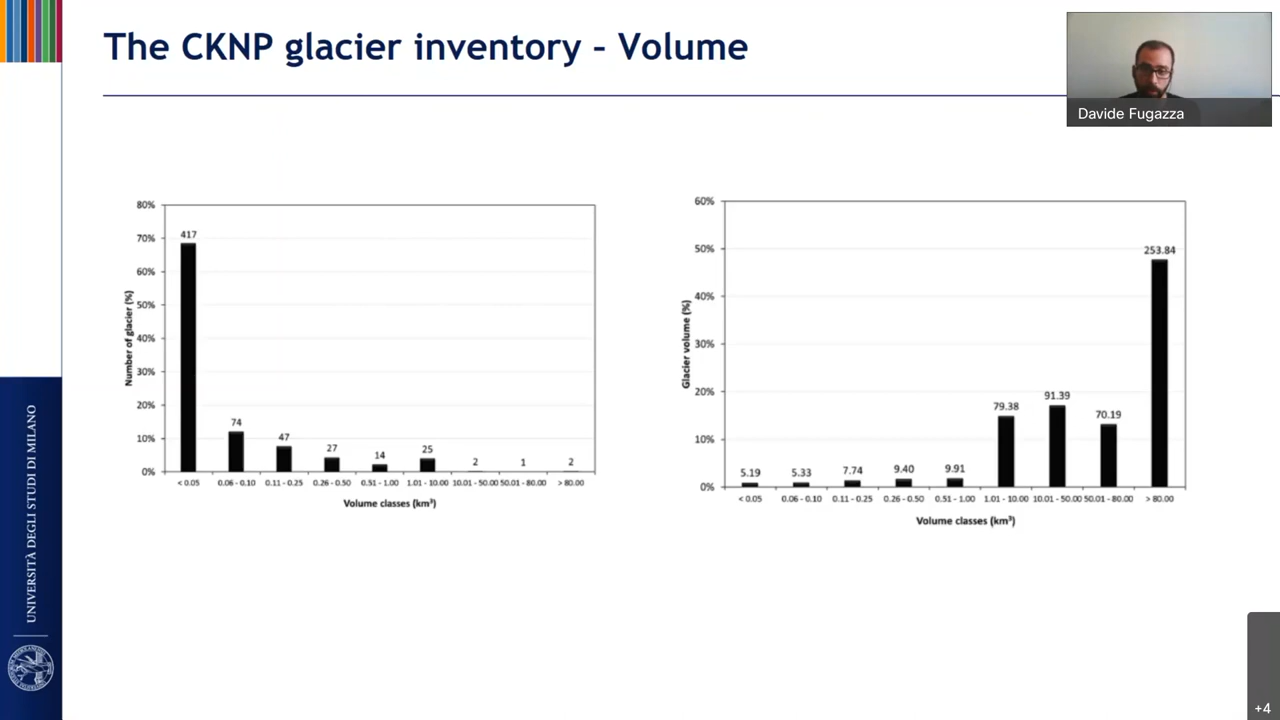 The CKNP glacier inventory – Volume
Davide Fugazza
80%
70%
60%
50%
40%
30%
20%
10%
0%
Number of glacier (%)
417
74
47
27
14
25
2
1
2
< 0.05
0.06 - 0.10
0.11 - 0.25
0.26 - 0.50
0.51 - 1.00
1.01 - 10.00
10.01 - 50.00
50.01 - 80.00
> 80.00
Volume classes (km³)
60%
50%
40%
30%
20%
10%
0%
Glacier volume (%)
5.19
5.33
7.74
9.40
9.91
79.38
91.39
70.19
253.84
< 0.05
0.06 - 0.10
0.11 - 0.25
0.26 - 0.50
0.51 - 1.00
1.01 - 10.00
10.01 - 50.00
50.01 - 80.00
> 80.00
Volume classes (km³)
UNIVERSITÀ DEGLI STUDI DI MILANO
+4